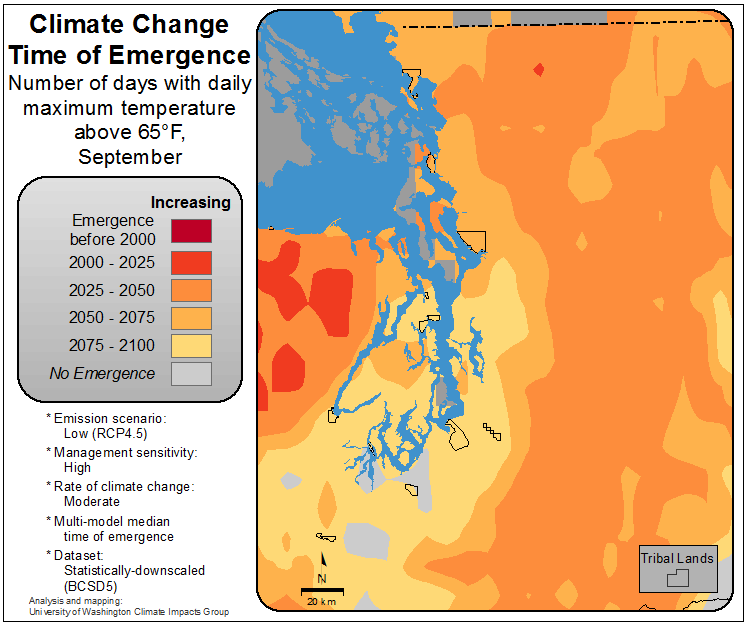 Climate Change
Time of Emergence
Number of days with daily
maximum temperature
above 65°F,
September
Increasing
Emergence
before 2000
2000 - 2025
2025 - 2050
2050 - 2075
2075 - 2100
No Emergence
* Emission scenario:
Low (RCP4.5)
* Management sensitivity:
High
* Rate of climate change:
Moderate
* Multi-model median
time of emergence
* Dataset:
Statistically-downscaled
(BCSD5)
Analysis and mapping:
University of Washington Climate Impacts Group
N
20 km
Tribal Lands